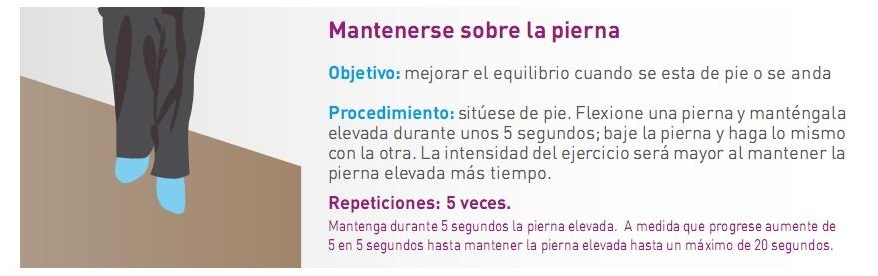 Mantenerse sobre la pierna
Objetivo: mejorar el equilibrio cuando se esta de pie o se anda
Procedimiento: sitúese de pie. Flexione una pierna y manténgala
elevada durante unos 5 segundos; baje la pierna y haga lo mismo
con la otra. La intensidad del ejercicio será mayor al mantener la
pierna elevada más tiempo.
Repeticiones: 5 veces.
Mantenga durante 5 segundos la pierna elevada. A medida que progrese aumente de
5 en 5 segundos hasta mantener la pierna elevada hasta un máximo de 20 segundos.